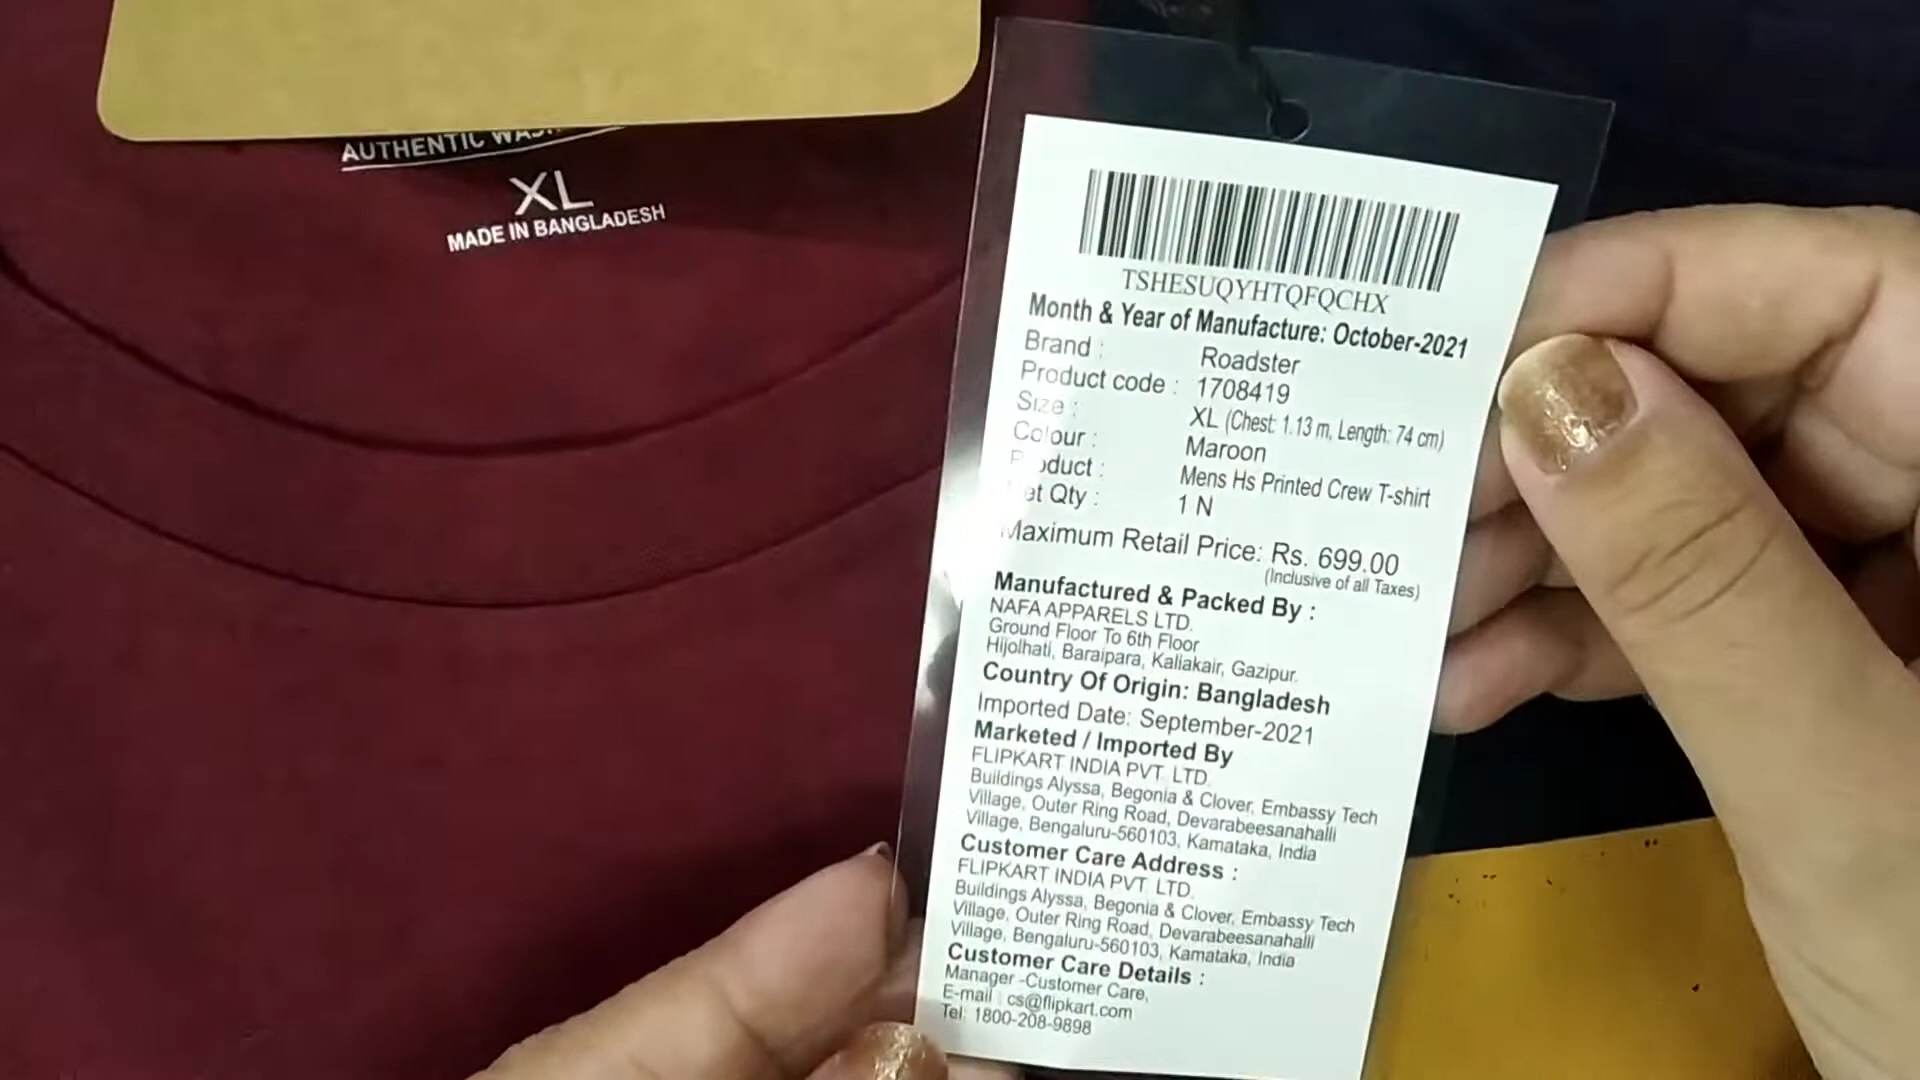 AUTHENTIC
XL
MADE IN BANGLADESH
TSHESUQYHTQFQCHX
Month & Year of Manufacture: October-2021
Brand : Roadster
Product code : 1708419
Size : XL (Chest: 1.13 m, Length: 74 cm)
Colour : Maroon
Product : Mens Hs Printed Crew T-shirt
Net Qty : 1 N
Maximum Retail Price: Rs. 699.00
(Inclusive of all Taxes)
Manufactured & Packed By :
NAFA APPARELS LTD.
Ground Floor To 6th Floor
Hijolhati, Baraipara, Kaliakair, Gazipur.
Country Of Origin: Bangladesh
Imported Date: September-2021
Marketed / Imported By
FLIPKART INDIA PVT. LTD.
Buildings Alyssa, Begonia & Clover, Embassy Tech
Village, Outer Ring Road, Devarabeesanahalli
Village, Bengaluru-560103, Karnataka, India
Customer Care Address :
FLIPKART INDIA PVT. LTD.
Buildings Alyssa, Begonia & Clover, Embassy Tech
Village, Outer Ring Road, Devarabeesanahalli
Village, Bengaluru-560103, Karnataka, India
Customer Care Details :
Manager -Customer Care,
E-mail : cs@flipkart.com
Tel: 1800-208-9898